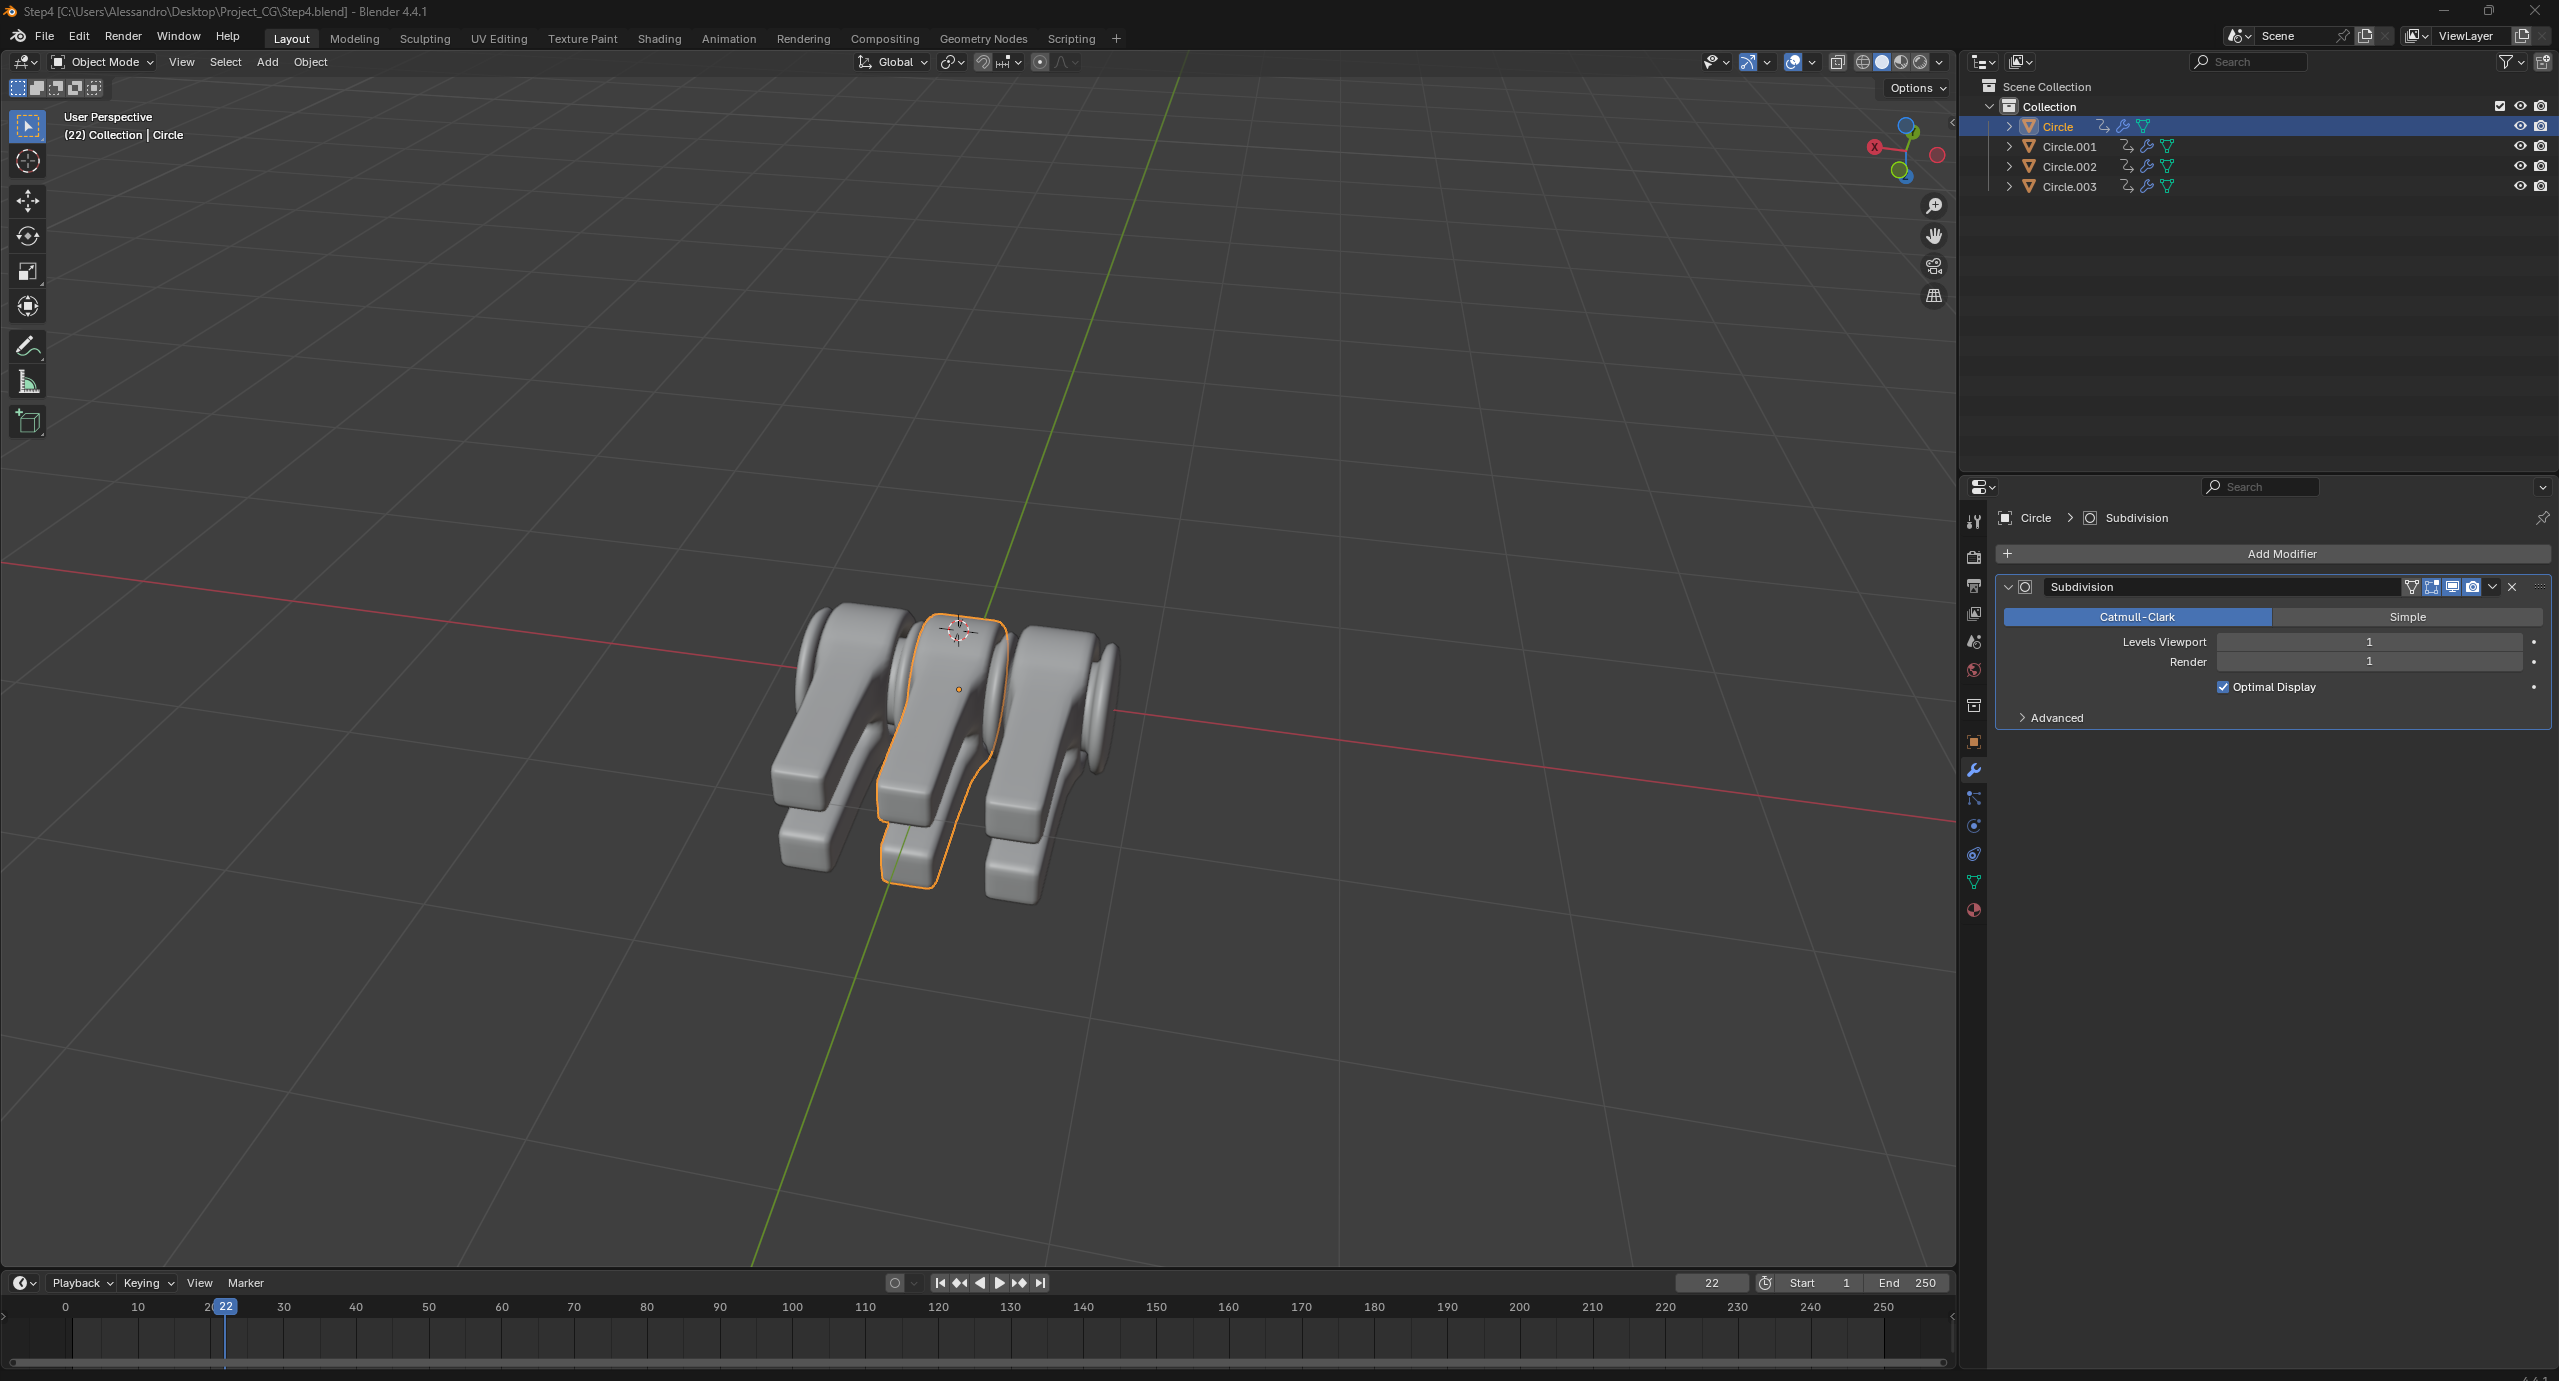 Step4 [C:\Users\Alessandro\Desktop\Project_CG\Step4.blend] - Blender 4.4.1
File Edit Render Window Help Layout Modeling Sculpting UV Editing Texture Paint Shading Animation Rendering Compositing Geometry Nodes Scripting + Scene ViewLayer
Object Mode View Select Add Object Global Search
Options
User Perspective
(22) Collection | Circle
X
Y
Scene Collection
Collection
Circle
Circle.001
Circle.002
Circle.003
Search
Circle > Subdivision
+ Add Modifier
Subdivision
Catmull-Clark Simple
Levels Viewport 1
Render 1
Optimal Display
Advanced
Playback Keying View Marker 22 Start 1 End 250
0 10 22 30 40 50 60 70 80 90 100 110 120 130 140 150 160 170 180 190 200 210 220 230 240 250